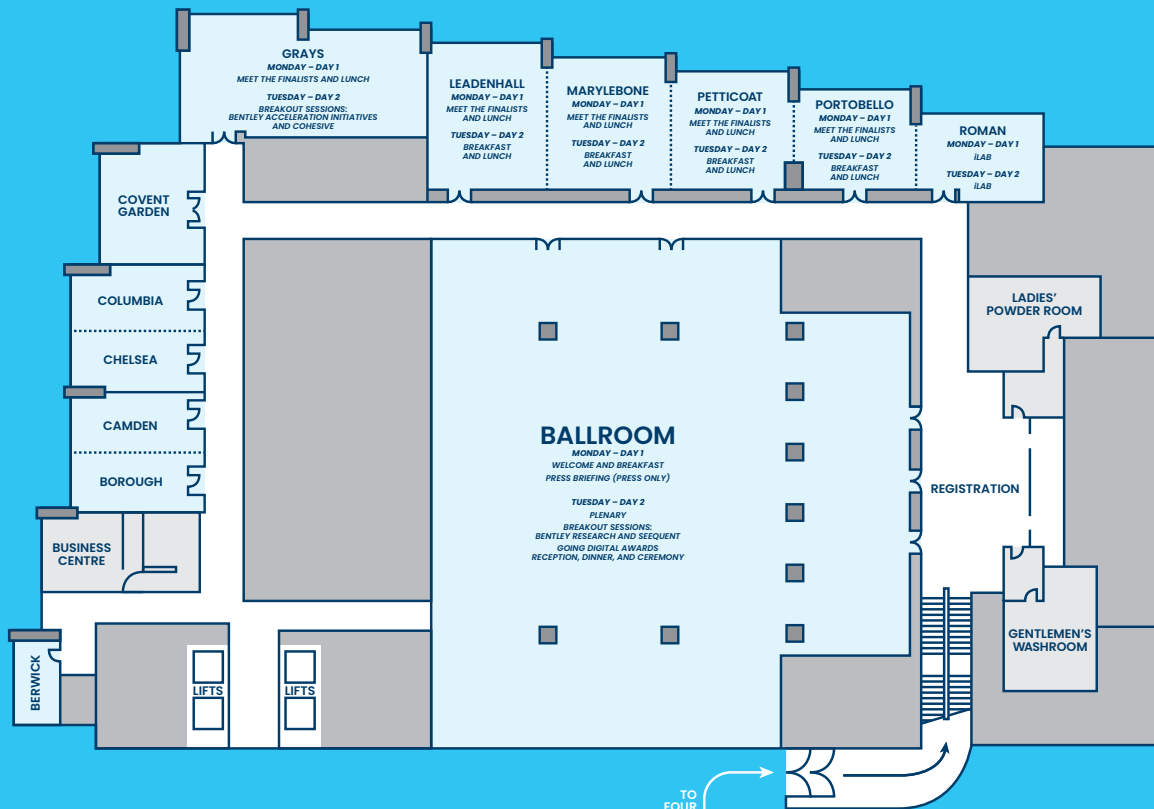 GRAYS
MONDAY – DAY 1
MEET THE FINALISTS AND LUNCH
TUESDAY – DAY 2
BREAKOUT SESSIONS:
BENTLEY ACCELERATION INITIATIVES
AND COHESIVE
LEADENHALL
MONDAY – DAY 1
MEET THE FINALISTS
AND LUNCH
TUESDAY – DAY 2
BREAKFAST
AND LUNCH
MARYLEBONE
MONDAY – DAY 1
MEET THE FINALISTS
AND LUNCH
TUESDAY – DAY 2
BREAKFAST
AND LUNCH
PETTICOAT
MONDAY – DAY 1
MEET THE FINALISTS
AND LUNCH
TUESDAY – DAY 2
BREAKFAST
AND LUNCH
PORTOBELLO
MONDAY – DAY 1
MEET THE FINALISTS
AND LUNCH
TUESDAY – DAY 2
BREAKFAST
AND LUNCH
ROMAN
MONDAY – DAY 1
iLAB
TUESDAY – DAY 2
iLAB
COVENT
GARDEN
COLUMBIA
CHELSEA
CAMDEN
BOROUGH
BUSINESS
CENTRE
BERWICK
LIFTS
LIFTS
BALLROOM
MONDAY – DAY 1
WELCOME AND BREAKFAST
PRESS BRIEFING (PRESS ONLY)
TUESDAY – DAY 2
PLENARY
BREAKOUT SESSIONS:
BENTLEY RESEARCH AND SEEQUENT
GOING DIGITAL AWARDS
RECEPTION, DINNER, AND CEREMONY
LADIES'
POWDER ROOM
REGISTRATION
GENTLEMEN'S
WASHROOM
TO
FOUR